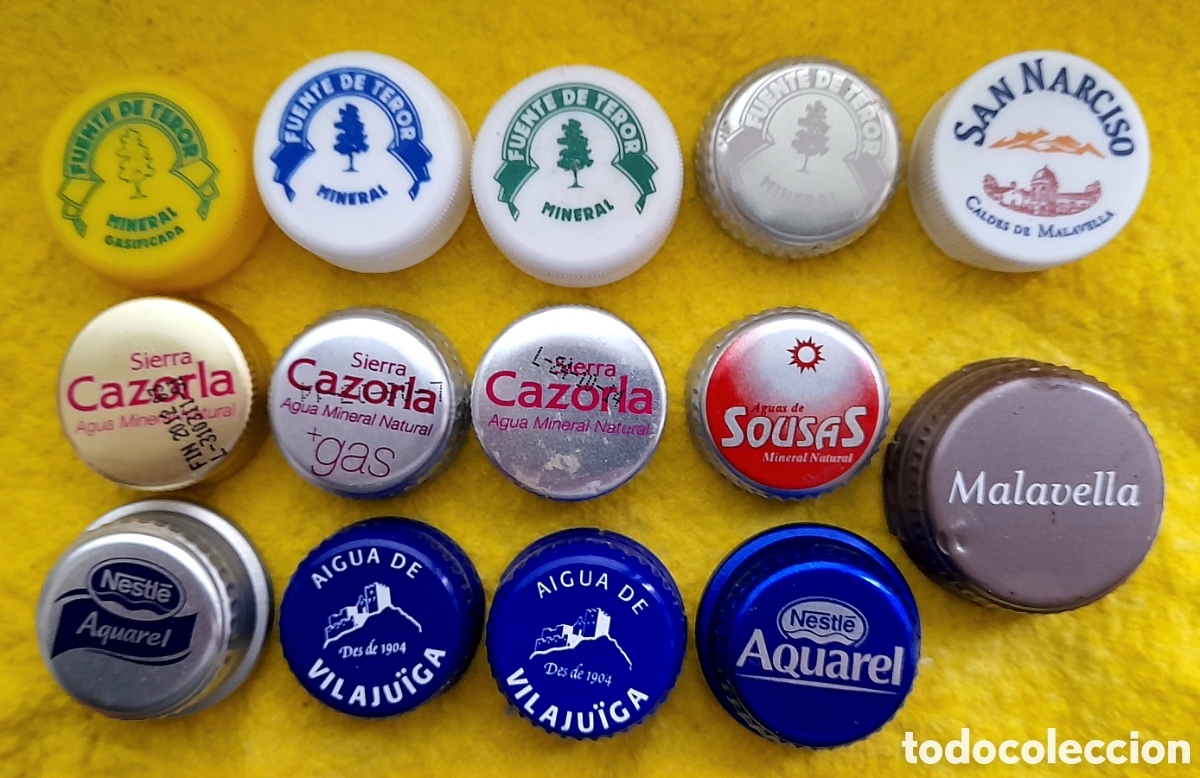 FUENTE DE TEROR
MINERAL
GASIFICADA
FUENTE DE TEROR
MINERAL
FUENTE DE TEROR
MINERAL
FUENTE DE TEROR
MINERAL
SAN NARCISO
CALDES DE MALAVELLA
Sierra
Cazorla
Agua Mineral Natural
Sierra
Cazorla
Agua Mineral Natural
+
gas
Sierra
Cazorla
Agua Mineral Natural
Aguas de
SOUSAS
Mineral Natural
Malavella
Nestlé
Aquarel
AIGUA DE
Des de 1904
VILAJUÏGA
AIGUA DE
Des de 1904
VILAJUÏGA
Nestlé
Aquarel
todocoleccion